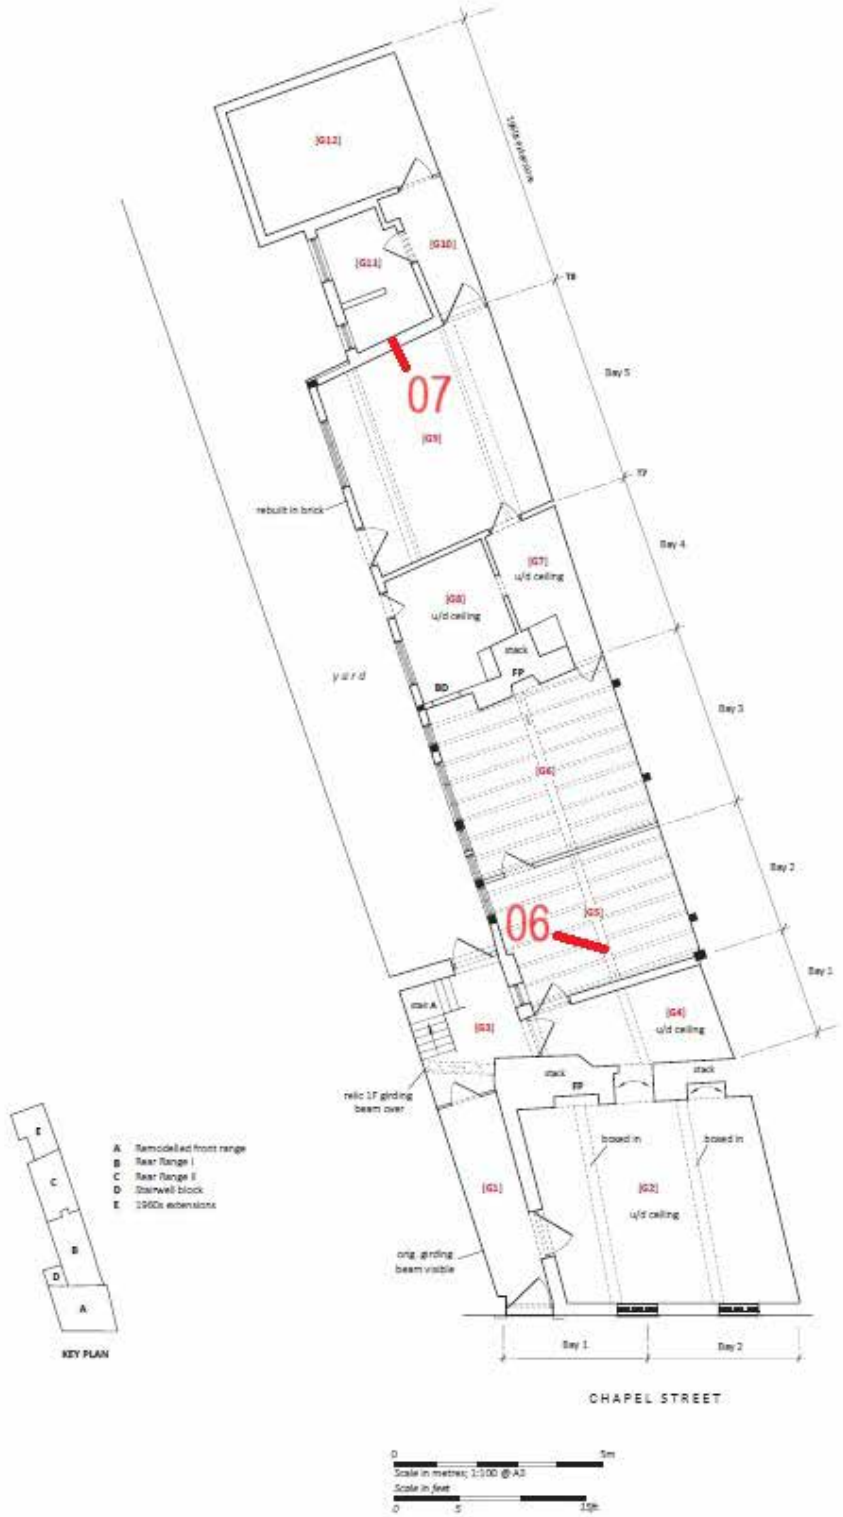 [G12]
1960s extension
[G10]
[G11]
T8
Bay 5
07
[G9]
T7
rebuilt in brick
Bay 4
[G7]
u/d ceiling
[G8]
u/d ceiling
stack
yard
FP
BD
Bay 3
[G6]
Bay 2
06
[G5]
Bay 1
stair A
[G4]
[G3]
u/d ceiling
stack
stack
FP
relic 1F girding
beam over
boxed in
boxed in
E
A Remodelled front range
B Rear Range I
C Rear Range II
D Stairwell block
E 1960s extensions
C
[G1]
[G2]
u/d ceiling
B
orig. girding
beam visible
D
A
KEY PLAN
Bay 1
Bay 2
CHAPEL STREET
0 5m
Scale in metres; 1:100 @ A3
Scale in feet
0 5 15ft